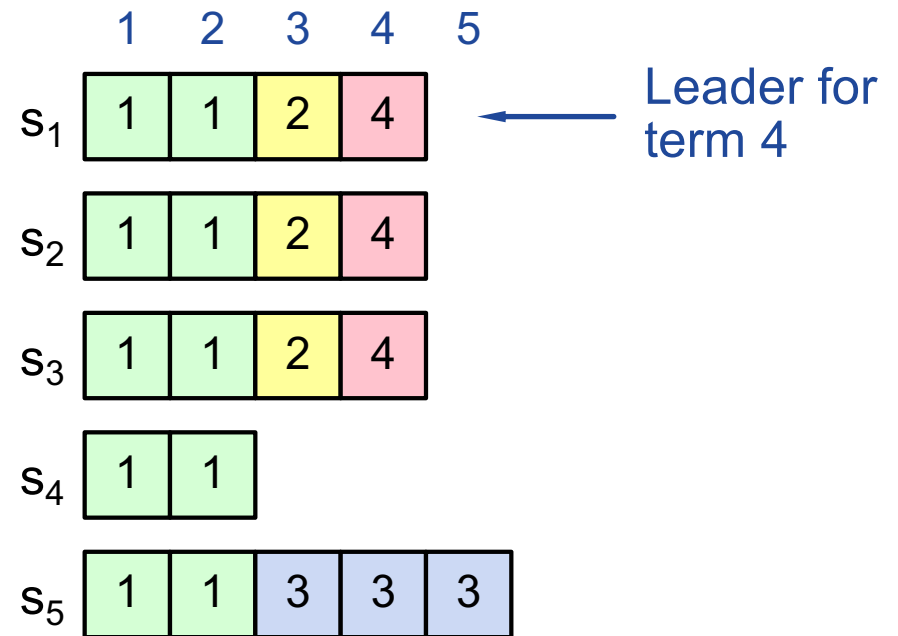 1 2 3 4 5
s1 1 1 2 4
Leader for
term 4
s2 1 1 2 4
s3 1 1 2 4
s4 1 1
s5 1 1 3 3 3